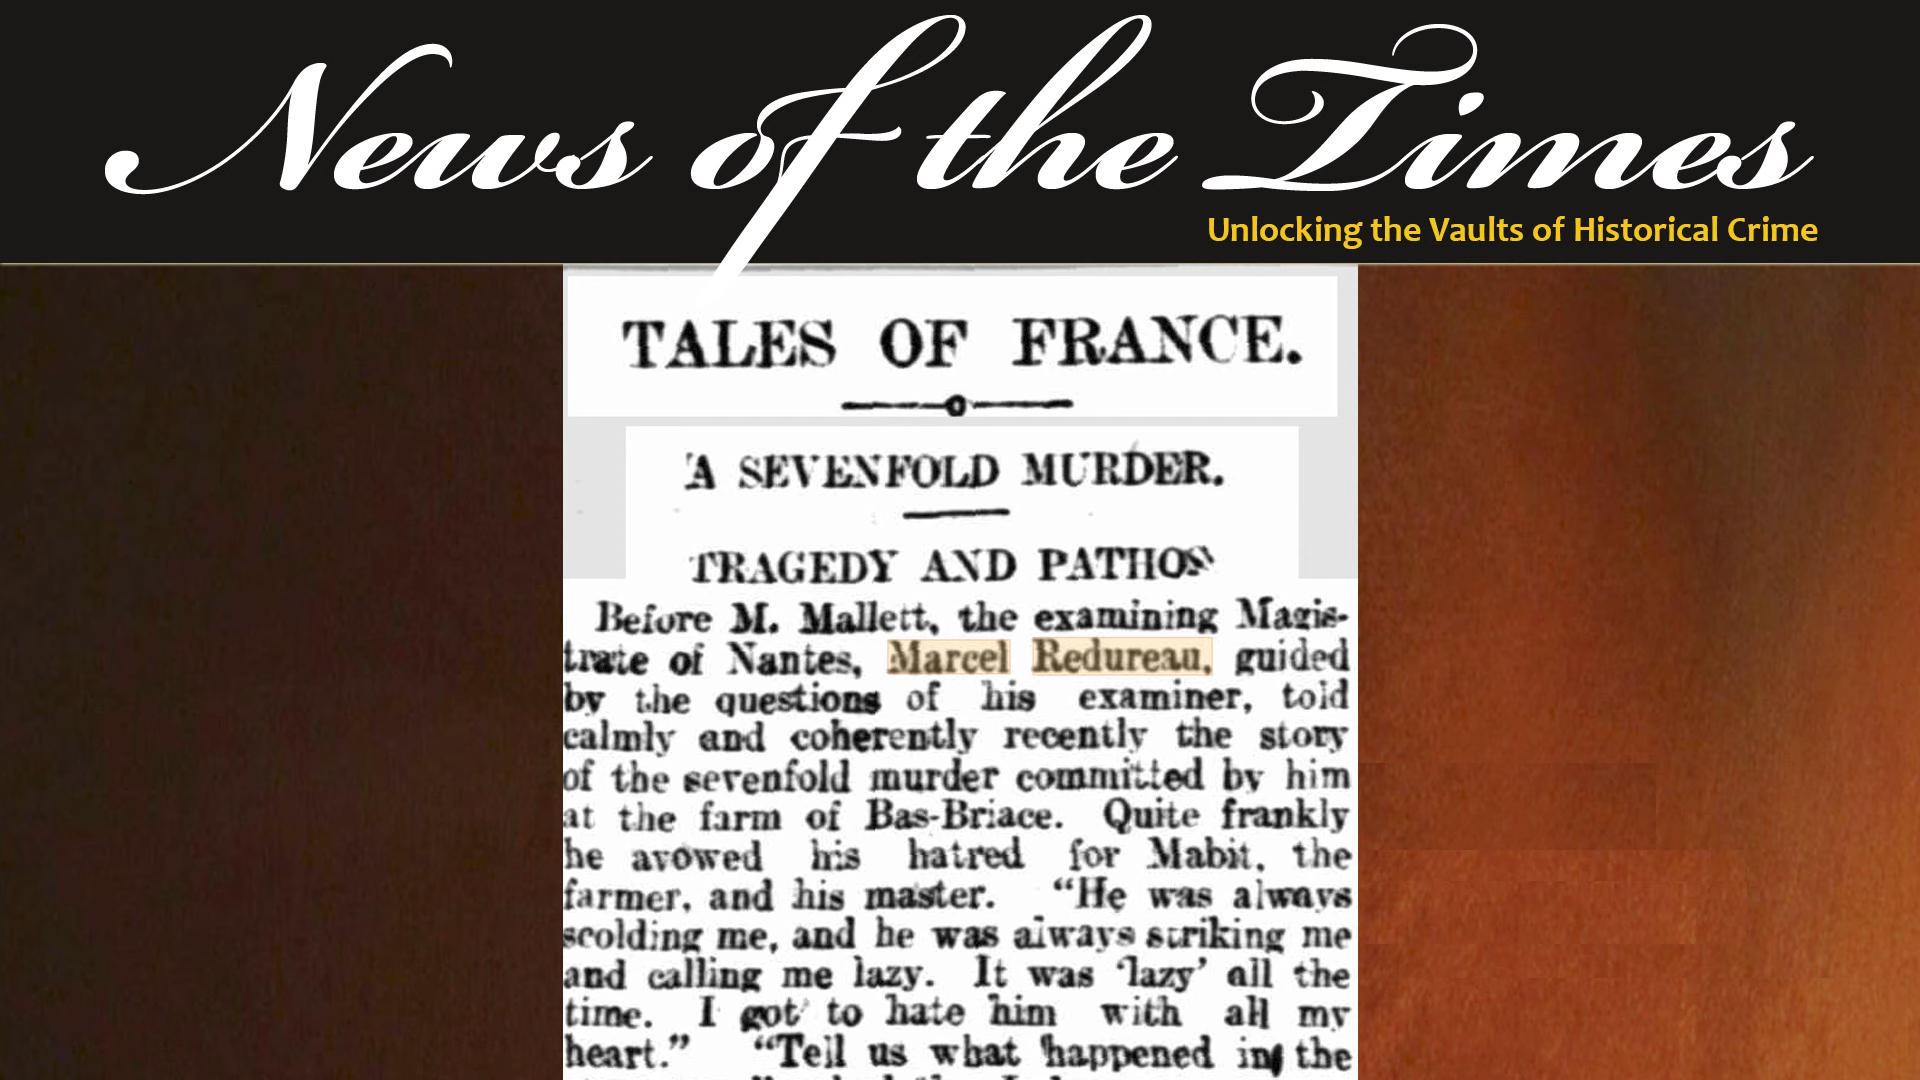 News of the Times
Unlocking the Vaults of Historical Crime
TALES OF FRANCE.
A SEVENFOLD MURDER.
TRAGEDY AND PATHOS
Before M. Mallett, the examining Magis-
trate of Nantes, Marcel Redureau, guided
by the questions of his examiner, told
calmly and coherently recently the story
of the sevenfold murder committed by him
at the farm of Bas-Briace. Quite frankly
he avowed his hatred for Mabit, the
farmer, and his master. “He was always
scolding me, and he was always striking me
and calling me lazy. It was ‘lazy’ all the
time. I got to hate him with all my
heart.” “Tell us what happened in the